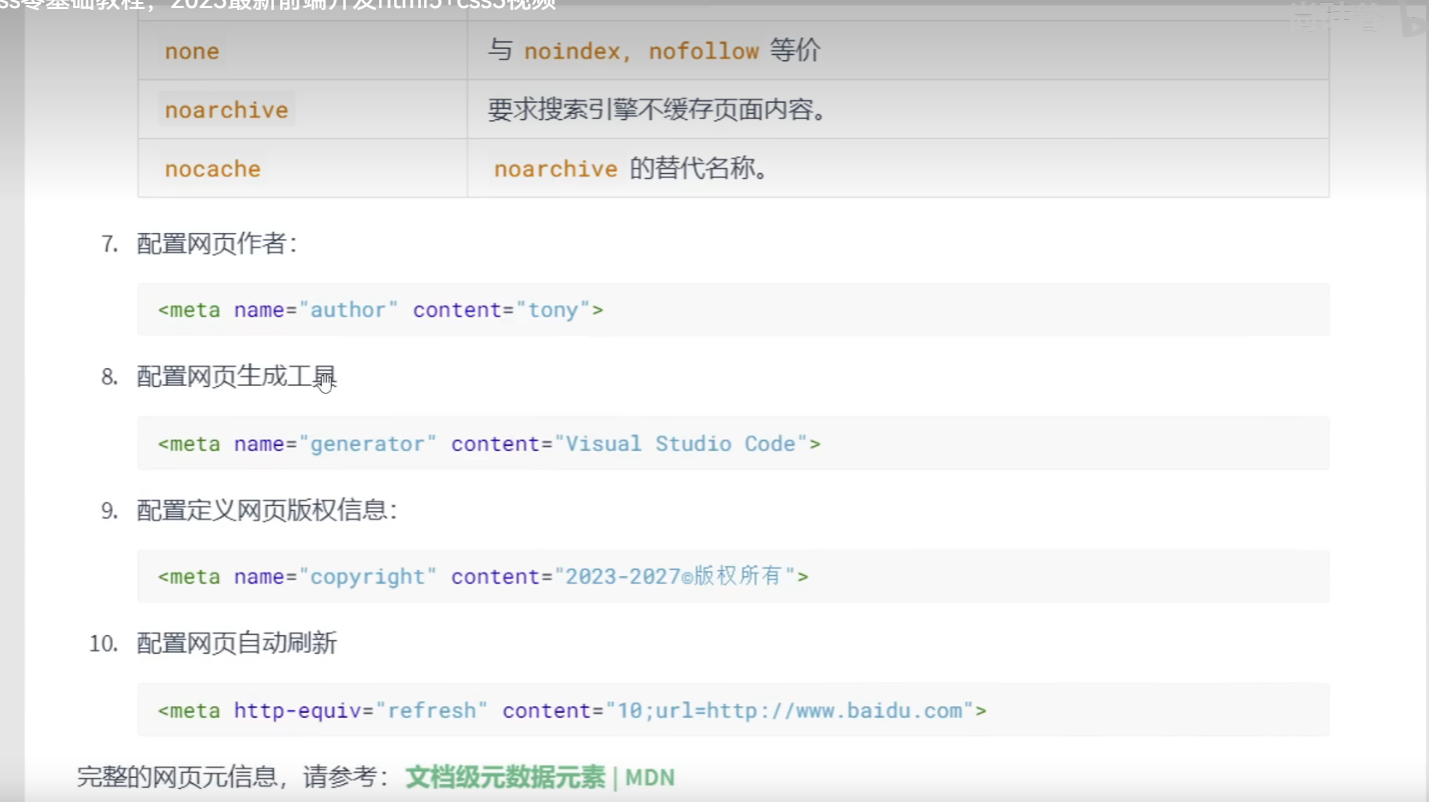 ss零基础教程，2023最新前端开发html5+css3视频
尚硅谷
none 与 noindex, nofollow 等价
noarchive 要求搜索引擎不缓存页面内容。
nocache noarchive 的替代名称。
7. 配置网页作者：
<meta name="author" content="tony">
8. 配置网页生成工具
<meta name="generator" content="Visual Studio Code">
9. 配置定义网页版权信息：
<meta name="copyright" content="2023-2027©版权所有">
10. 配置网页自动刷新
<meta http-equiv="refresh" content="10;url=http://www.baidu.com">
完整的网页元信息，请参考：文档级元数据元素 | MDN